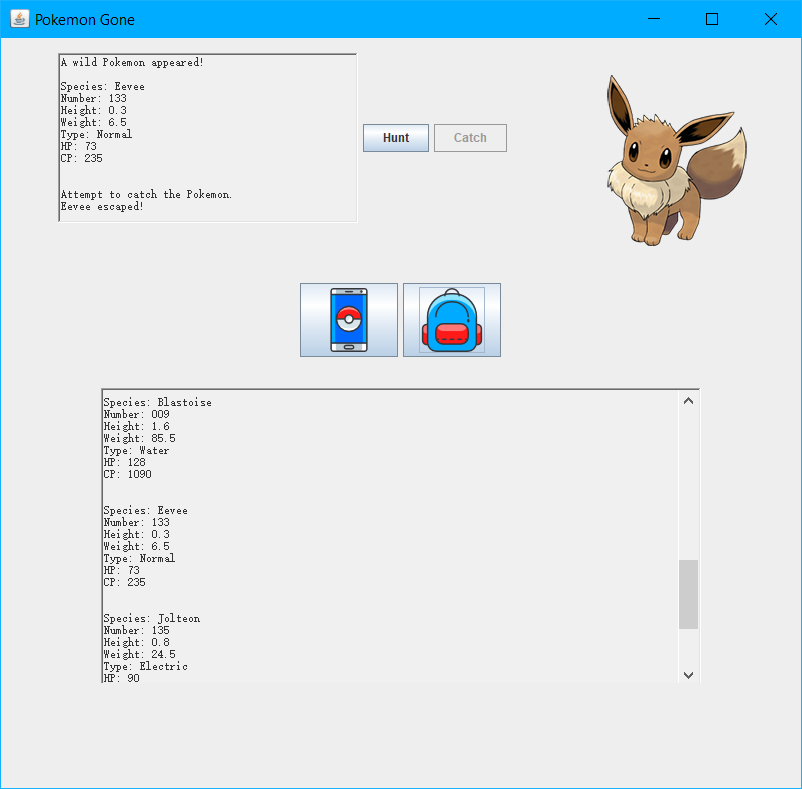 Pokemon Gone
A wild Pokemon appeared!
Species: Eevee
Number: 133
Height: 0.3
Weight: 6.5
Type: Normal
HP: 73
CP: 235
Attempt to catch the Pokemon.
Eevee escaped!
Hunt
Catch
Species: Blastoise
Number: 009
Height: 1.6
Weight: 85.5
Type: Water
HP: 128
CP: 1090
Species: Eevee
Number: 133
Height: 0.3
Weight: 6.5
Type: Normal
HP: 73
CP: 235
Species: Jolteon
Number: 135
Height: 0.8
Weight: 24.5
Type: Electric
HP: 90